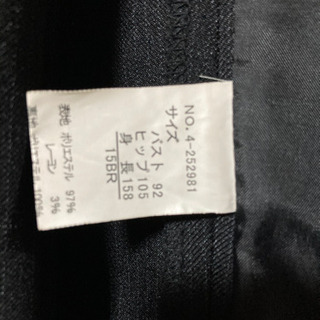 NO.4-252981
サイズ
バスト 92
ヒップ 105
身 長 158
15BR
表地 ポリエステル 97%
レーヨン 3%